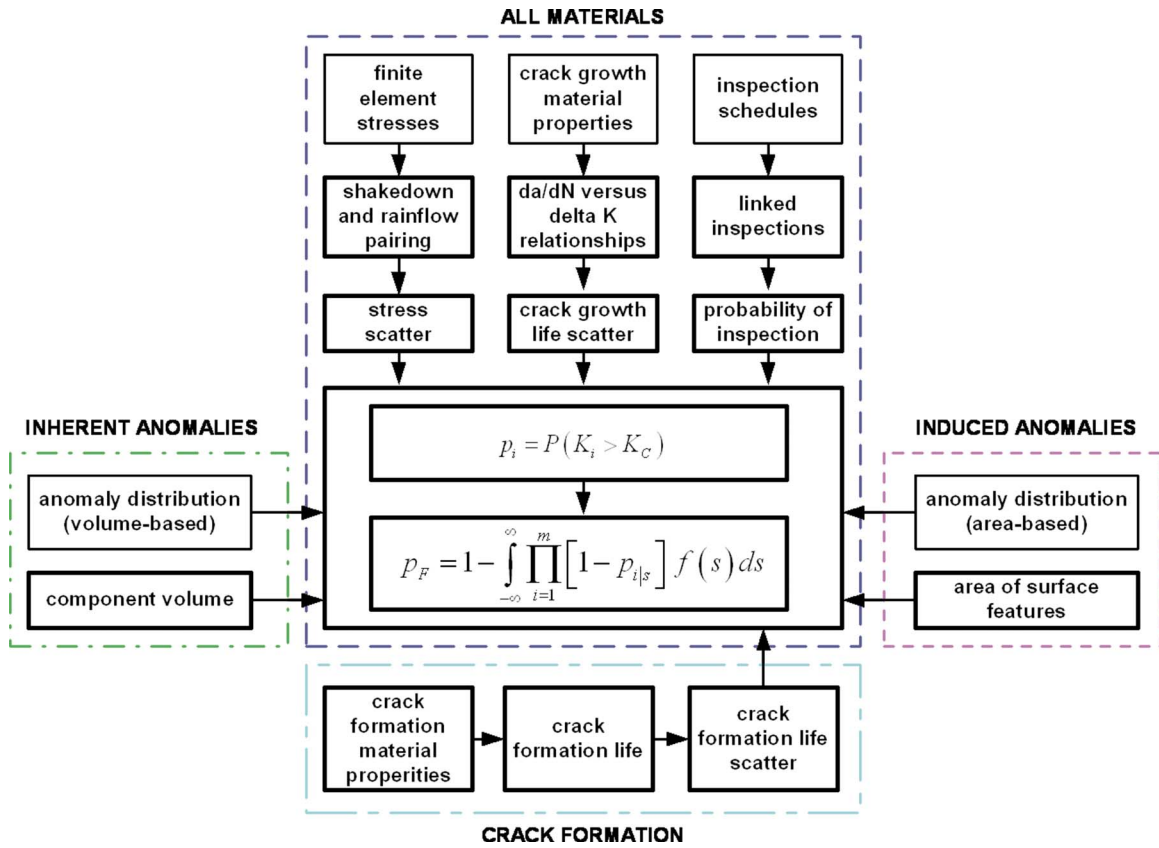 ALL MATERIALS
finite
element
stresses
crack growth
material
properties
inspection
schedules
shakedown
and rainflow
pairing
da/dN versus
delta K
relationships
linked
inspections
stress
scatter
crack growth
life scatter
probability of
inspection
INHERENT ANOMALIES
anomaly distribution
(volume-based)
component volume
p_i = P(K_i > K_C)
p_F = 1 - ∫_{-∞}^{∞} ∏_{i=1}^{m} [1 - p_{i|s}] f(s) ds
INDUCED ANOMALIES
anomaly distribution
(area-based)
area of surface
features
crack
formation
material
properities
crack
formation life
crack
formation life
scatter
CRACK FORMATION